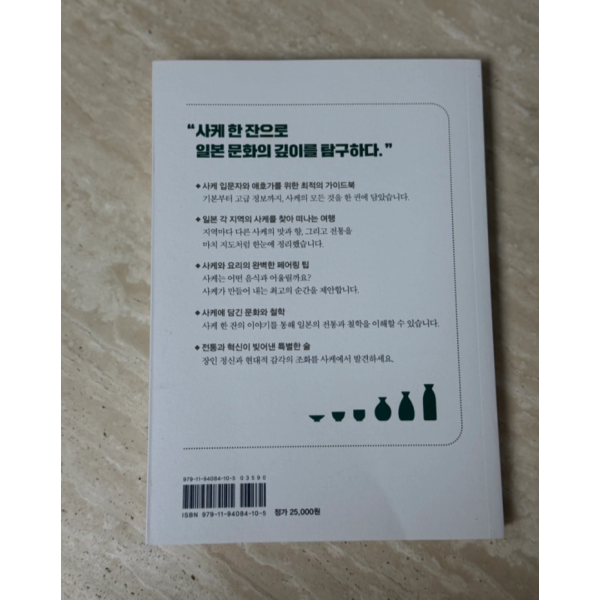 “사케 한 잔으로
일본 문화의 깊이를 탐구하다.”
◆ 사케 입문자와 애호가를 위한 최적의 가이드북
기본부터 고급 정보까지, 사케의 모든 것을 한 권에 담았습니다.
◆ 일본 각 지역의 사케를 찾아 떠나는 여행
지역마다 다른 사케의 맛과 향, 그리고 전통을
마치 지도처럼 한눈에 정리했습니다.
◆ 사케와 요리의 완벽한 페어링 팁
사케는 어떤 음식과 어울릴까요?
사케가 만들어 내는 최고의 순간을 제안합니다.
◆ 사케에 담긴 문화와 철학
사케 한 잔의 이야기를 통해 일본의 전통과 철학을 이해할 수 있습니다.
◆ 전통과 혁신이 빚어낸 특별한 술
장인 정신과 현대적 감각의 조화를 사케에서 발견하세요.
979-11-94084-10-5 03590
ISBN 979-11-94084-10-5 정가 25,000원